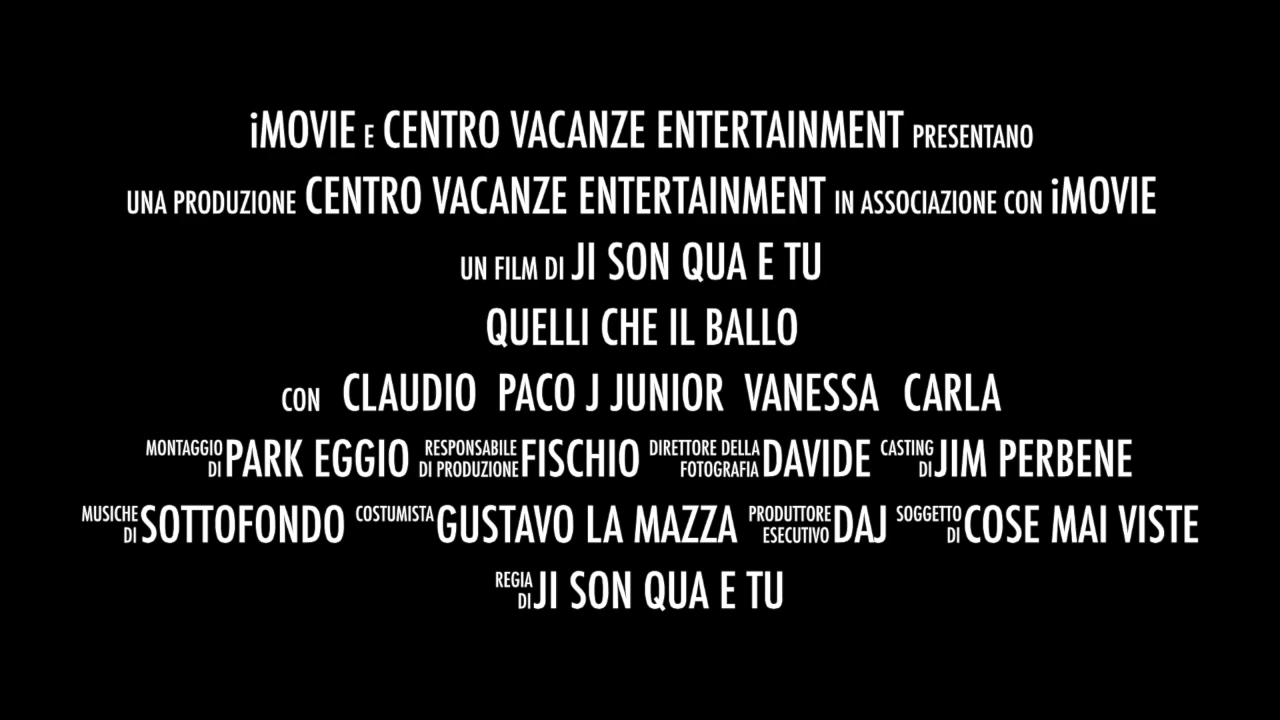 iMOVIE E CENTRO VACANZE ENTERTAINMENT PRESENTANO
UNA PRODUZIONE CENTRO VACANZE ENTERTAINMENT IN ASSOCIAZIONE CON iMOVIE
UN FILM DI JI SON QUA E TU
QUELLI CHE IL BALLO
CON CLAUDIO PACO J JUNIOR VANESSA CARLA
MONTAGGIO DI PARK EGGIO RESPONSABILE DI PRODUZIONE FISCHIO DIRETTORE DELLA FOTOGRAFIA DAVIDE CASTING DI JIM PERBENE
MUSICHE DI SOTTOFONDO COSTUMISTA GUSTAVO LA MAZZA PRODUTTORE ESECUTIVO DAJ SOGGETTO DI COSE MAI VISTE
REGIA DI JI SON QUA E TU